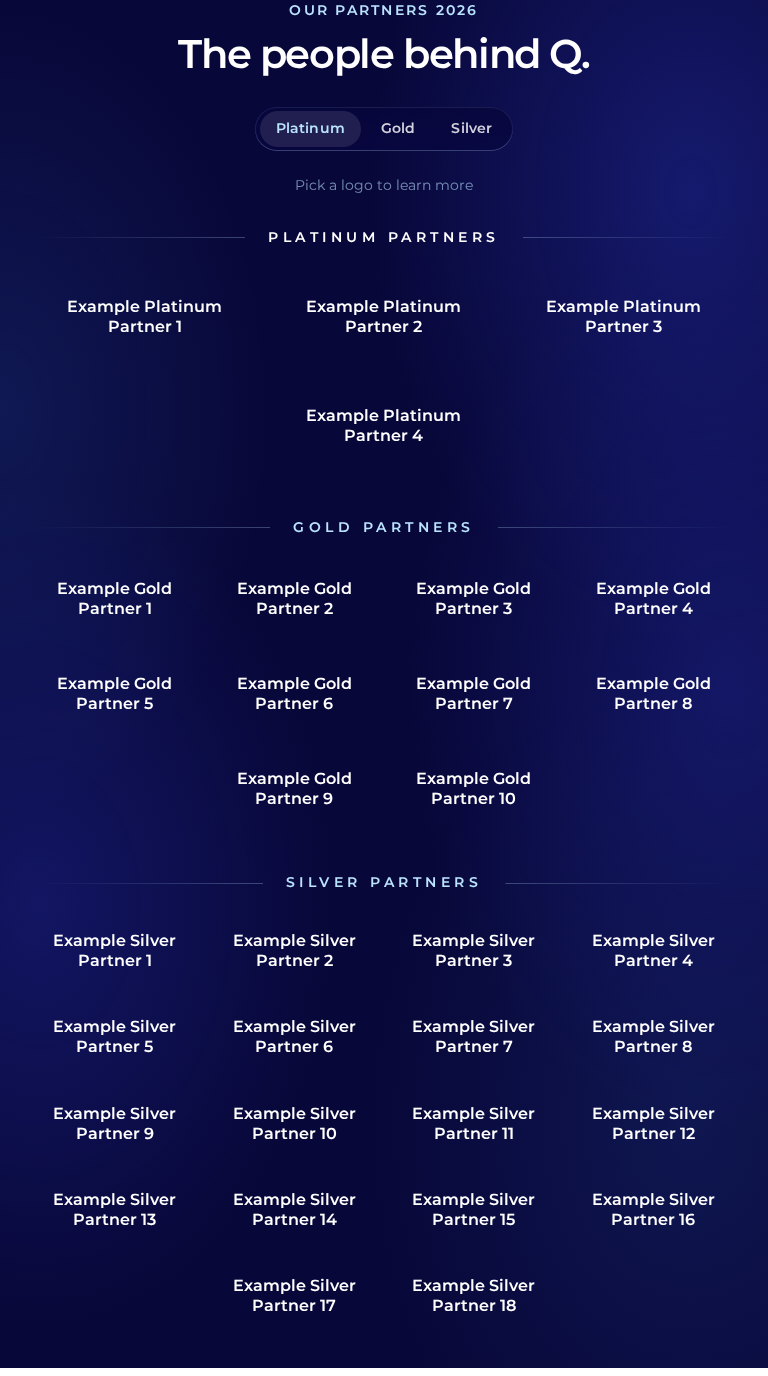 OUR PARTNERS 2026
The people behind Q.
Platinum
Gold
Silver
Pick a logo to learn more
PLATINUM PARTNERS
Example Platinum
Partner 1
Example Platinum
Partner 2
Example Platinum
Partner 3
Example Platinum
Partner 4
GOLD PARTNERS
Example Gold
Partner 1
Example Gold
Partner 2
Example Gold
Partner 3
Example Gold
Partner 4
Example Gold
Partner 5
Example Gold
Partner 6
Example Gold
Partner 7
Example Gold
Partner 8
Example Gold
Partner 9
Example Gold
Partner 10
SILVER PARTNERS
Example Silver
Partner 1
Example Silver
Partner 2
Example Silver
Partner 3
Example Silver
Partner 4
Example Silver
Partner 5
Example Silver
Partner 6
Example Silver
Partner 7
Example Silver
Partner 8
Example Silver
Partner 9
Example Silver
Partner 10
Example Silver
Partner 11
Example Silver
Partner 12
Example Silver
Partner 13
Example Silver
Partner 14
Example Silver
Partner 15
Example Silver
Partner 16
Example Silver
Partner 17
Example Silver
Partner 18